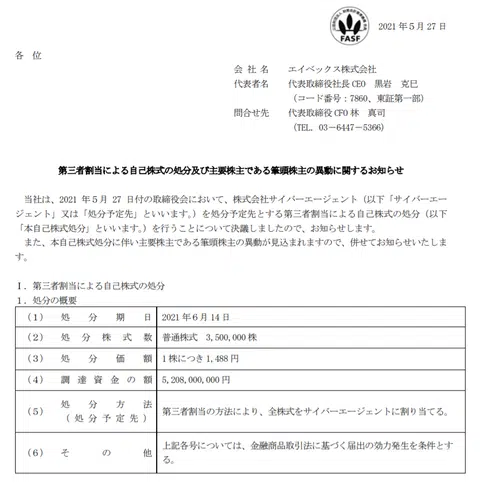 FASF
2021 年５月 27 日
各 位
会 社 名 エイベックス株式会社
代表者名 代表取締役社長 CEO 黒岩 克巳
（コード番号：7860、東証第一部）
問合せ先 代表取締役 CFO 林 真司
（TEL. 03－6447－5366）
第三者割当による自己株式の処分及び主要株主である筆頭株主の異動に関するお知らせ
当社は、2021 年５月 27 日付の取締役会において、株式会社サイバーエージェント（以下「サイバーエー
ジェント」又は「処分予定先」といいます。）を処分予定先とする第三者割当による自己株式の処分（以下
「本自己株式処分」といいます。）を行うことについて決議しましたので、お知らせします。
また、本自己株式処分に伴い主要株主である筆頭株主の異動が見込まれますので、併せてお知らせいたしま
す。
Ⅰ．第三者割当による自己株式の処分
１．処分の概要
（１） 処 分 期 日 2021 年６月 14 日
（２） 処 分 株 式 数 普通株式 3,500,000 株
（３） 処 分 価 額 １株につき 1,488 円
（４） 調 達 資 金 の 額 5,208,000,000 円
（５） 処 分 方 法
（ 処 分 予 定 先 ） 第三者割当の方法により、全株式をサイバーエージェントに割り当てる。
（６） そ の 他 上記各号については、金融商品取引法に基づく届出の効力発生を条件とす
る。